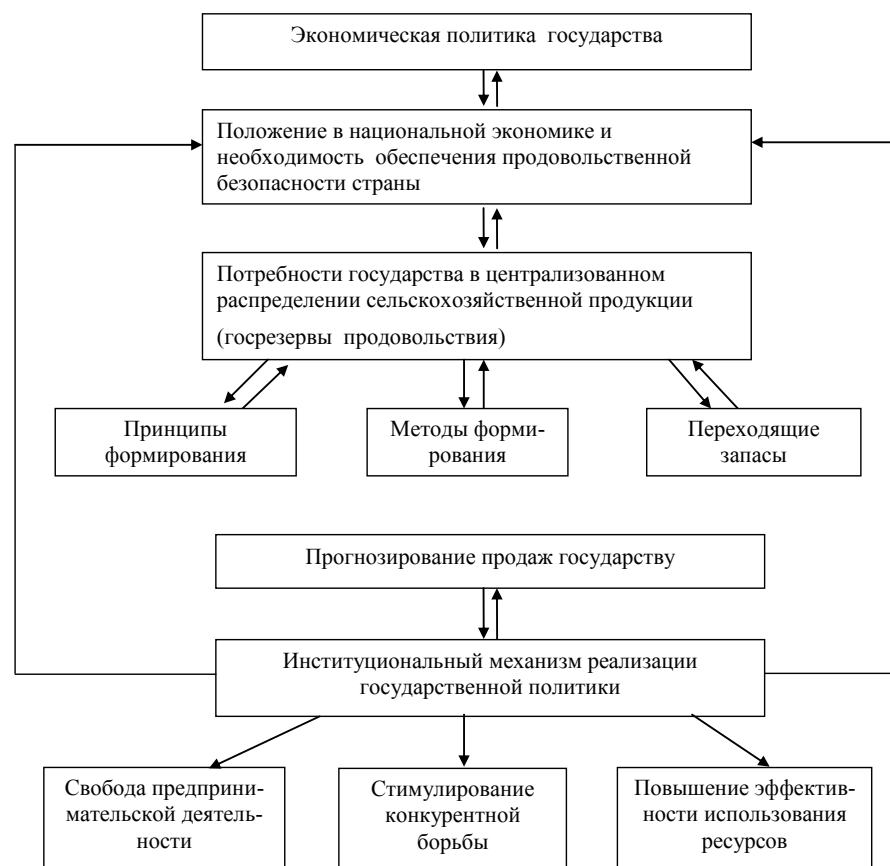 Экономическая политика государства
Положение в национальной экономике и
необходимость обеспечения продовольственной
безопасности страны
Потребности государства в централизованном
распределении сельскохозяйственной продукции
(госрезервы продовольствия)
Принципы
формирования
Методы форми-
рования
Переходящие
запасы
Прогнозирование продаж государству
Институциональный механизм реализации
государственной политики
Свобода предприни-
мательской деятель-
ности
Стимулирование
конкурентной
борьбы
Повышение эффектив-
ности использования
ресурсов